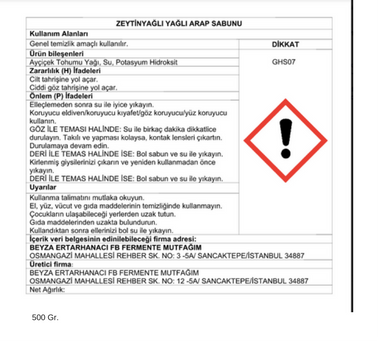 ZEYTİNYAĞLI YAĞLI ARAP SABUNU
Kullanım Alanları
Genel temizlik amaçlı kullanılır.
DİKKAT
Ürün bileşenleri
Ayçiçek Tohumu Yağı, Su, Potasyum Hidroksit
GHS07
Zararlılık (H) İfadeleri
Cilt tahrişine yol açar.
Ciddi göz tahrişine yol açar.
Önlem (P) İfadeleri
Elleçlemeden sonra su ile iyice yıkayın.
Koruyucu eldiven/koruyucu kıyafet/göz koruyucu/yüz koruyucu
kullanın.
GÖZ İLE TEMASI HALİNDE: Su ile birkaç dakika dikkatlice
durulayın. Takılı ve yapması kolaysa, kontak lensleri çıkartın.
Durulamaya devam edin.
DERİ İLE TEMAS HALİNDE İSE: Bol sabun ve su ile yıkayın.
Kirlenmiş giysilerinizi çıkarın ve yeniden kullanmadan önce
yıkayın.
DERİ İLE TEMAS HALİNDE İSE: Bol sabun ve su ile yıkayın.
Uyarılar
Kullanma talimatını mutlaka okuyun.
El, yüz, vücut ve gıda maddelerinin temizliğinde kullanmayın.
Çocukların ulaşabileceği yerlerden uzak tutun.
Gıda maddelerinden uzakta bulundurun.
Kullandıktan sonra ellerinizi bol su ile yıkayın.
İçerik veri belgesinin edinilebileceği firma adresi:
BEYZA ERTARHANACI FB FERMENTE MUTFAĞIM
OSMANGAZİ MAHALLESİ REHBER SK. NO: 3 -5A/ SANCAKTEPE/İSTANBUL 34887
Üretici firma:
BEYZA ERTARHANACI FB FERMENTE MUTFAĞIM
OSMANGAZİ MAHALLESİ REHBER SK. NO: 12 -5A/ SANCAKTEPE/İSTANBUL 34887
Net Ağırlık:
500 Gr.